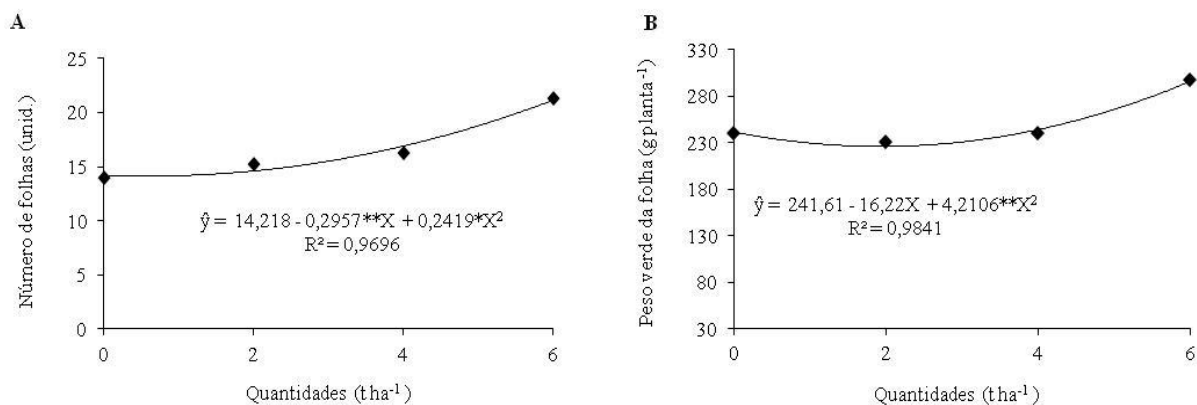 A
Número de folhas (unid.)
25
20
15
10
5
0
ŷ = 14,218 - 0,2957**X + 0,2419*X²
R² = 0,9696
0 2 4 6
Quantidades (t ha⁻¹)
B
Peso verde da folha (g planta⁻¹)
330
280
230
180
130
80
30
ŷ = 241,61 - 16,22X + 4,2106**X²
R² = 0,9841
0 2 4 6
Quantidades (t ha⁻¹)